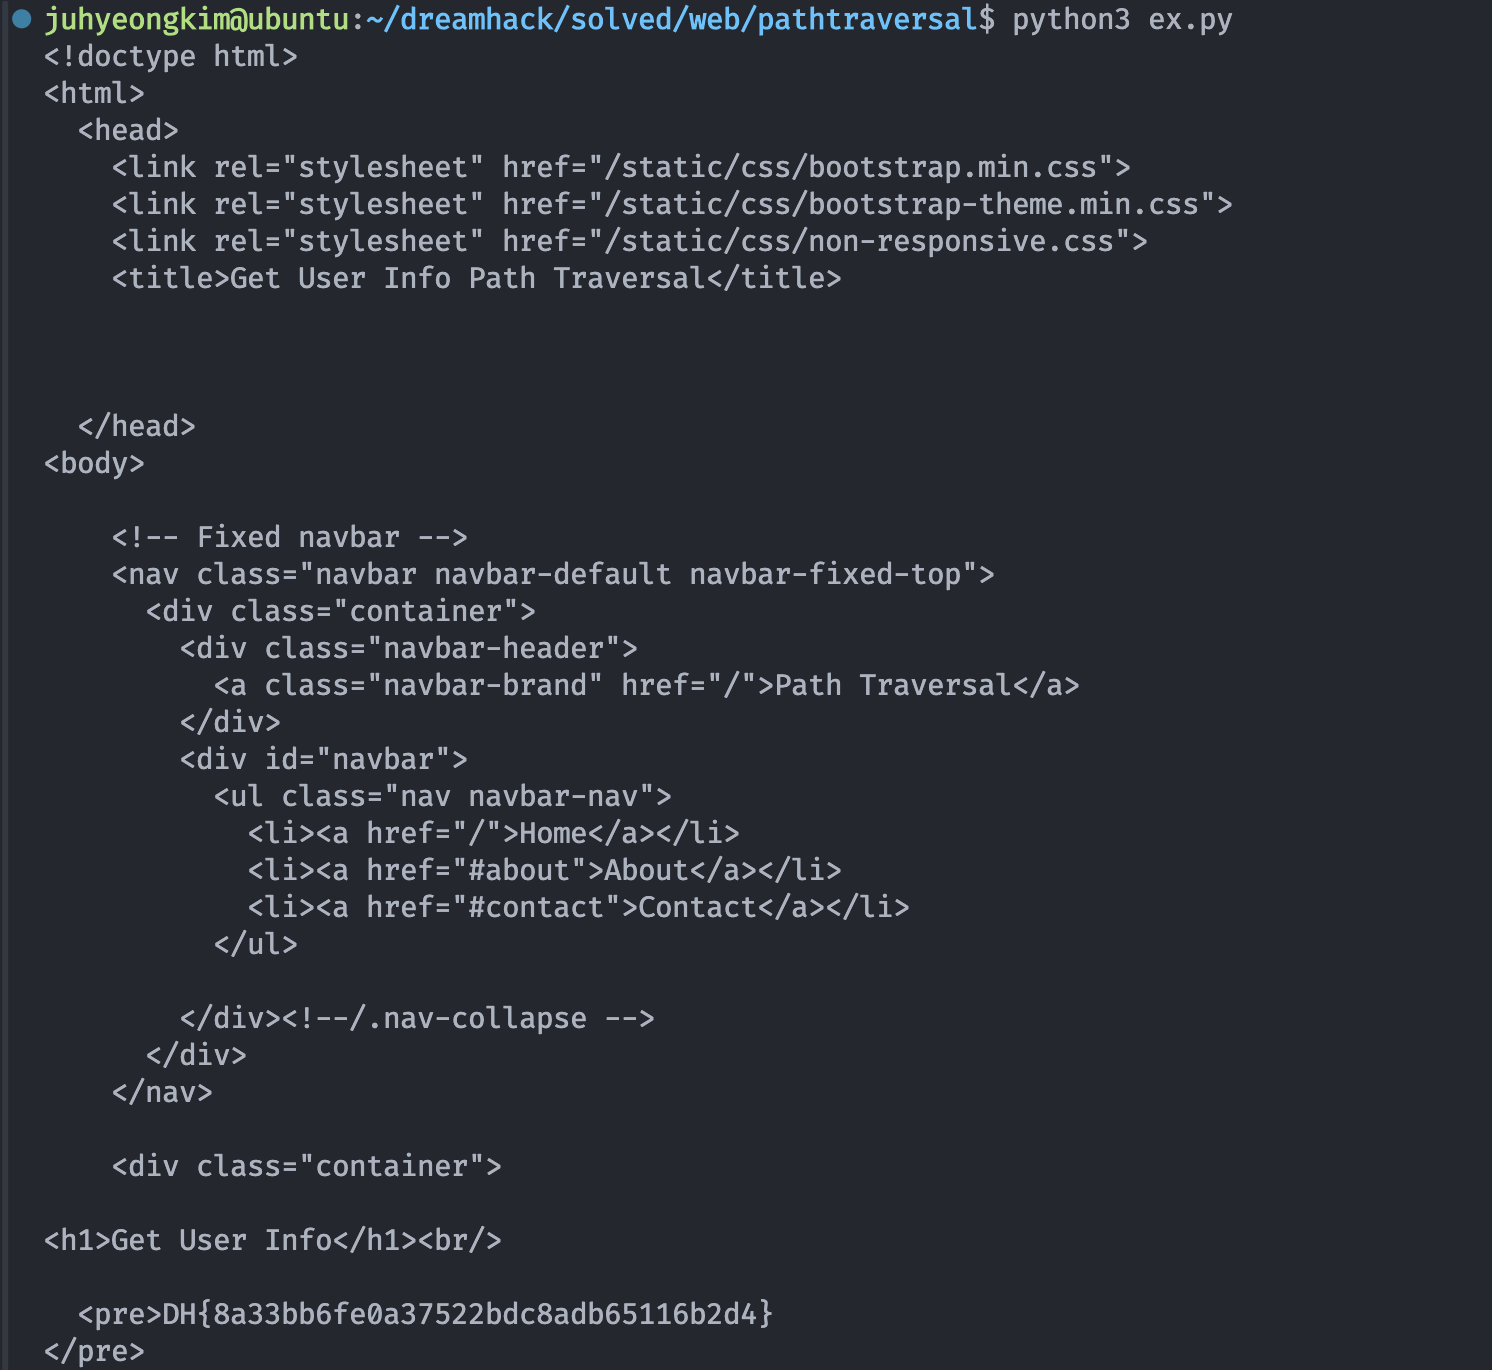 juhyeongkim@ubuntu:~/dreamhack/solved/web/pathtraversal$ python3 ex.py
<!doctype html>
<html>
  <head>
    <link rel="stylesheet" href="/static/css/bootstrap.min.css">
    <link rel="stylesheet" href="/static/css/bootstrap-theme.min.css">
    <link rel="stylesheet" href="/static/css/non-responsive.css">
    <title>Get User Info Path Traversal</title>
  </head>
<body>
    <!-- Fixed navbar -->
    <nav class="navbar navbar-default navbar-fixed-top">
      <div class="container">
        <div class="navbar-header">
          <a class="navbar-brand" href="/">Path Traversal</a>
        </div>
        <div id="navbar">
          <ul class="nav navbar-nav">
            <li><a href="/">Home</a></li>
            <li><a href="#about">About</a></li>
            <li><a href="#contact">Contact</a></li>
          </ul>
        </div><!--/.nav-collapse -->
      </div>
    </nav>
    <div class="container">
<h1>Get User Info</h1><br/>
  <pre>DH{8a33bb6fe0a37522bdc8adb65116b2d4}
</pre>